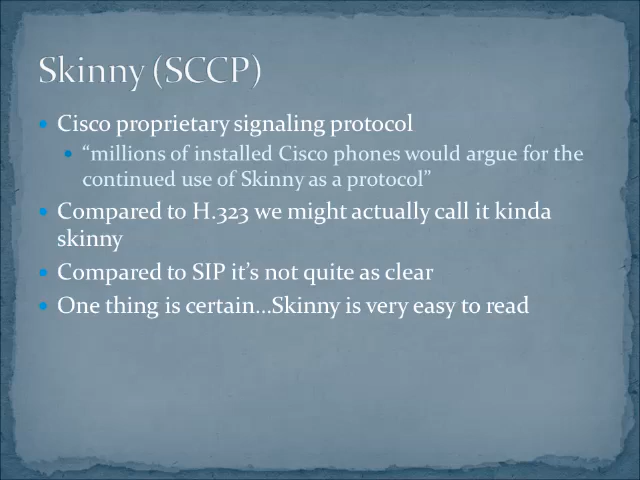 Skinny (SCCP)
Cisco proprietary signaling protocol
“millions of installed Cisco phones would argue for the
continued use of Skinny as a protocol”
Compared to H.323 we might actually call it kinda
skinny
Compared to SIP it’s not quite as clear
One thing is certain…Skinny is very easy to read